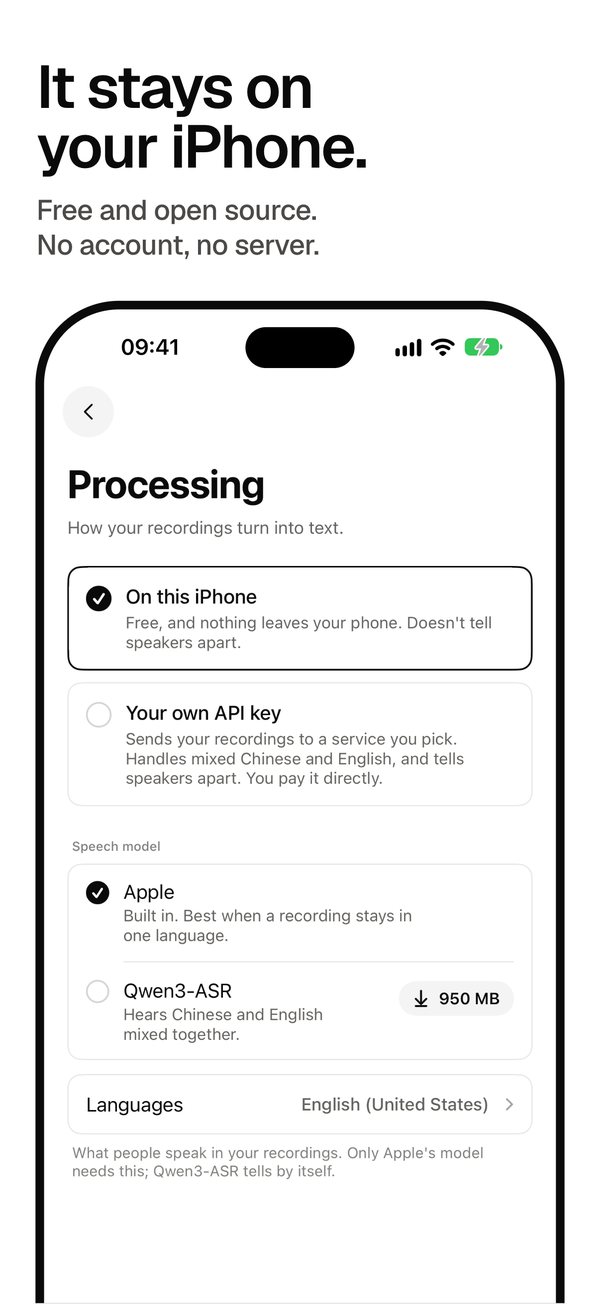 It stays on
your iPhone.
Free and open source.
No account, no server.
09:41
Processing
How your recordings turn into text.
On this iPhone
Free, and nothing leaves your phone. Doesn't tell
speakers apart.
Your own API key
Sends your recordings to a service you pick.
Handles mixed Chinese and English, and tells
speakers apart. You pay it directly.
Speech model
Apple
Built in. Best when a recording stays in
one language.
Qwen3-ASR
950 MB
Hears Chinese and English
mixed together.
Languages English (United States)
What people speak in your recordings. Only Apple's model
needs this; Qwen3-ASR tells by itself.